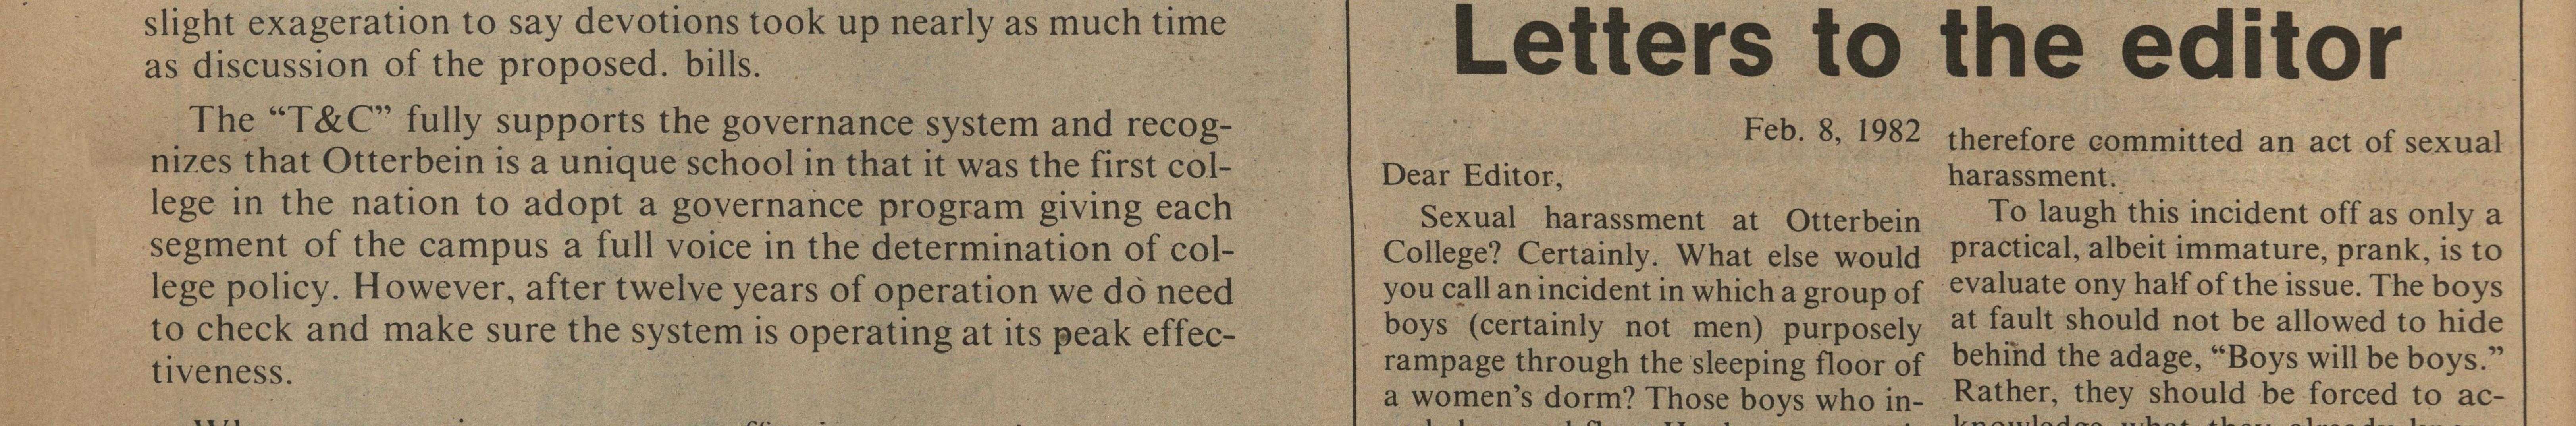 slight exageration to say devotions took up nearly as much time
as discussion of the proposed. bills.
The “T&C” fully supports the governance system and recog-
nizes that Otterbein is a unique school in that it was the first col-
lege in the nation to adopt a governance program giving each
segment of the campus a full voice in the determination of col-
lege policy. However, after twelve years of operation we do need
to check and make sure the system is operating at its peak effec-
tiveness.
Letters to the editor
Feb. 8, 1982
Dear Editor,
Sexual harassment at Otterbein
College? Certainly. What else would
you call an incident in which a group of
boys (certainly not men) purposely
rampage through the sleeping floor of
a women’s dorm? Those boys who in-
therefore committed an act of sexual
harassment.
To laugh this incident off as only a
practical, albeit immature, prank, is to
evaluate ony half of the issue. The boys
at fault should not be allowed to hide
behind the adage, “Boys will be boys.”
Rather, they should be forced to ac-
knowledge what they already know